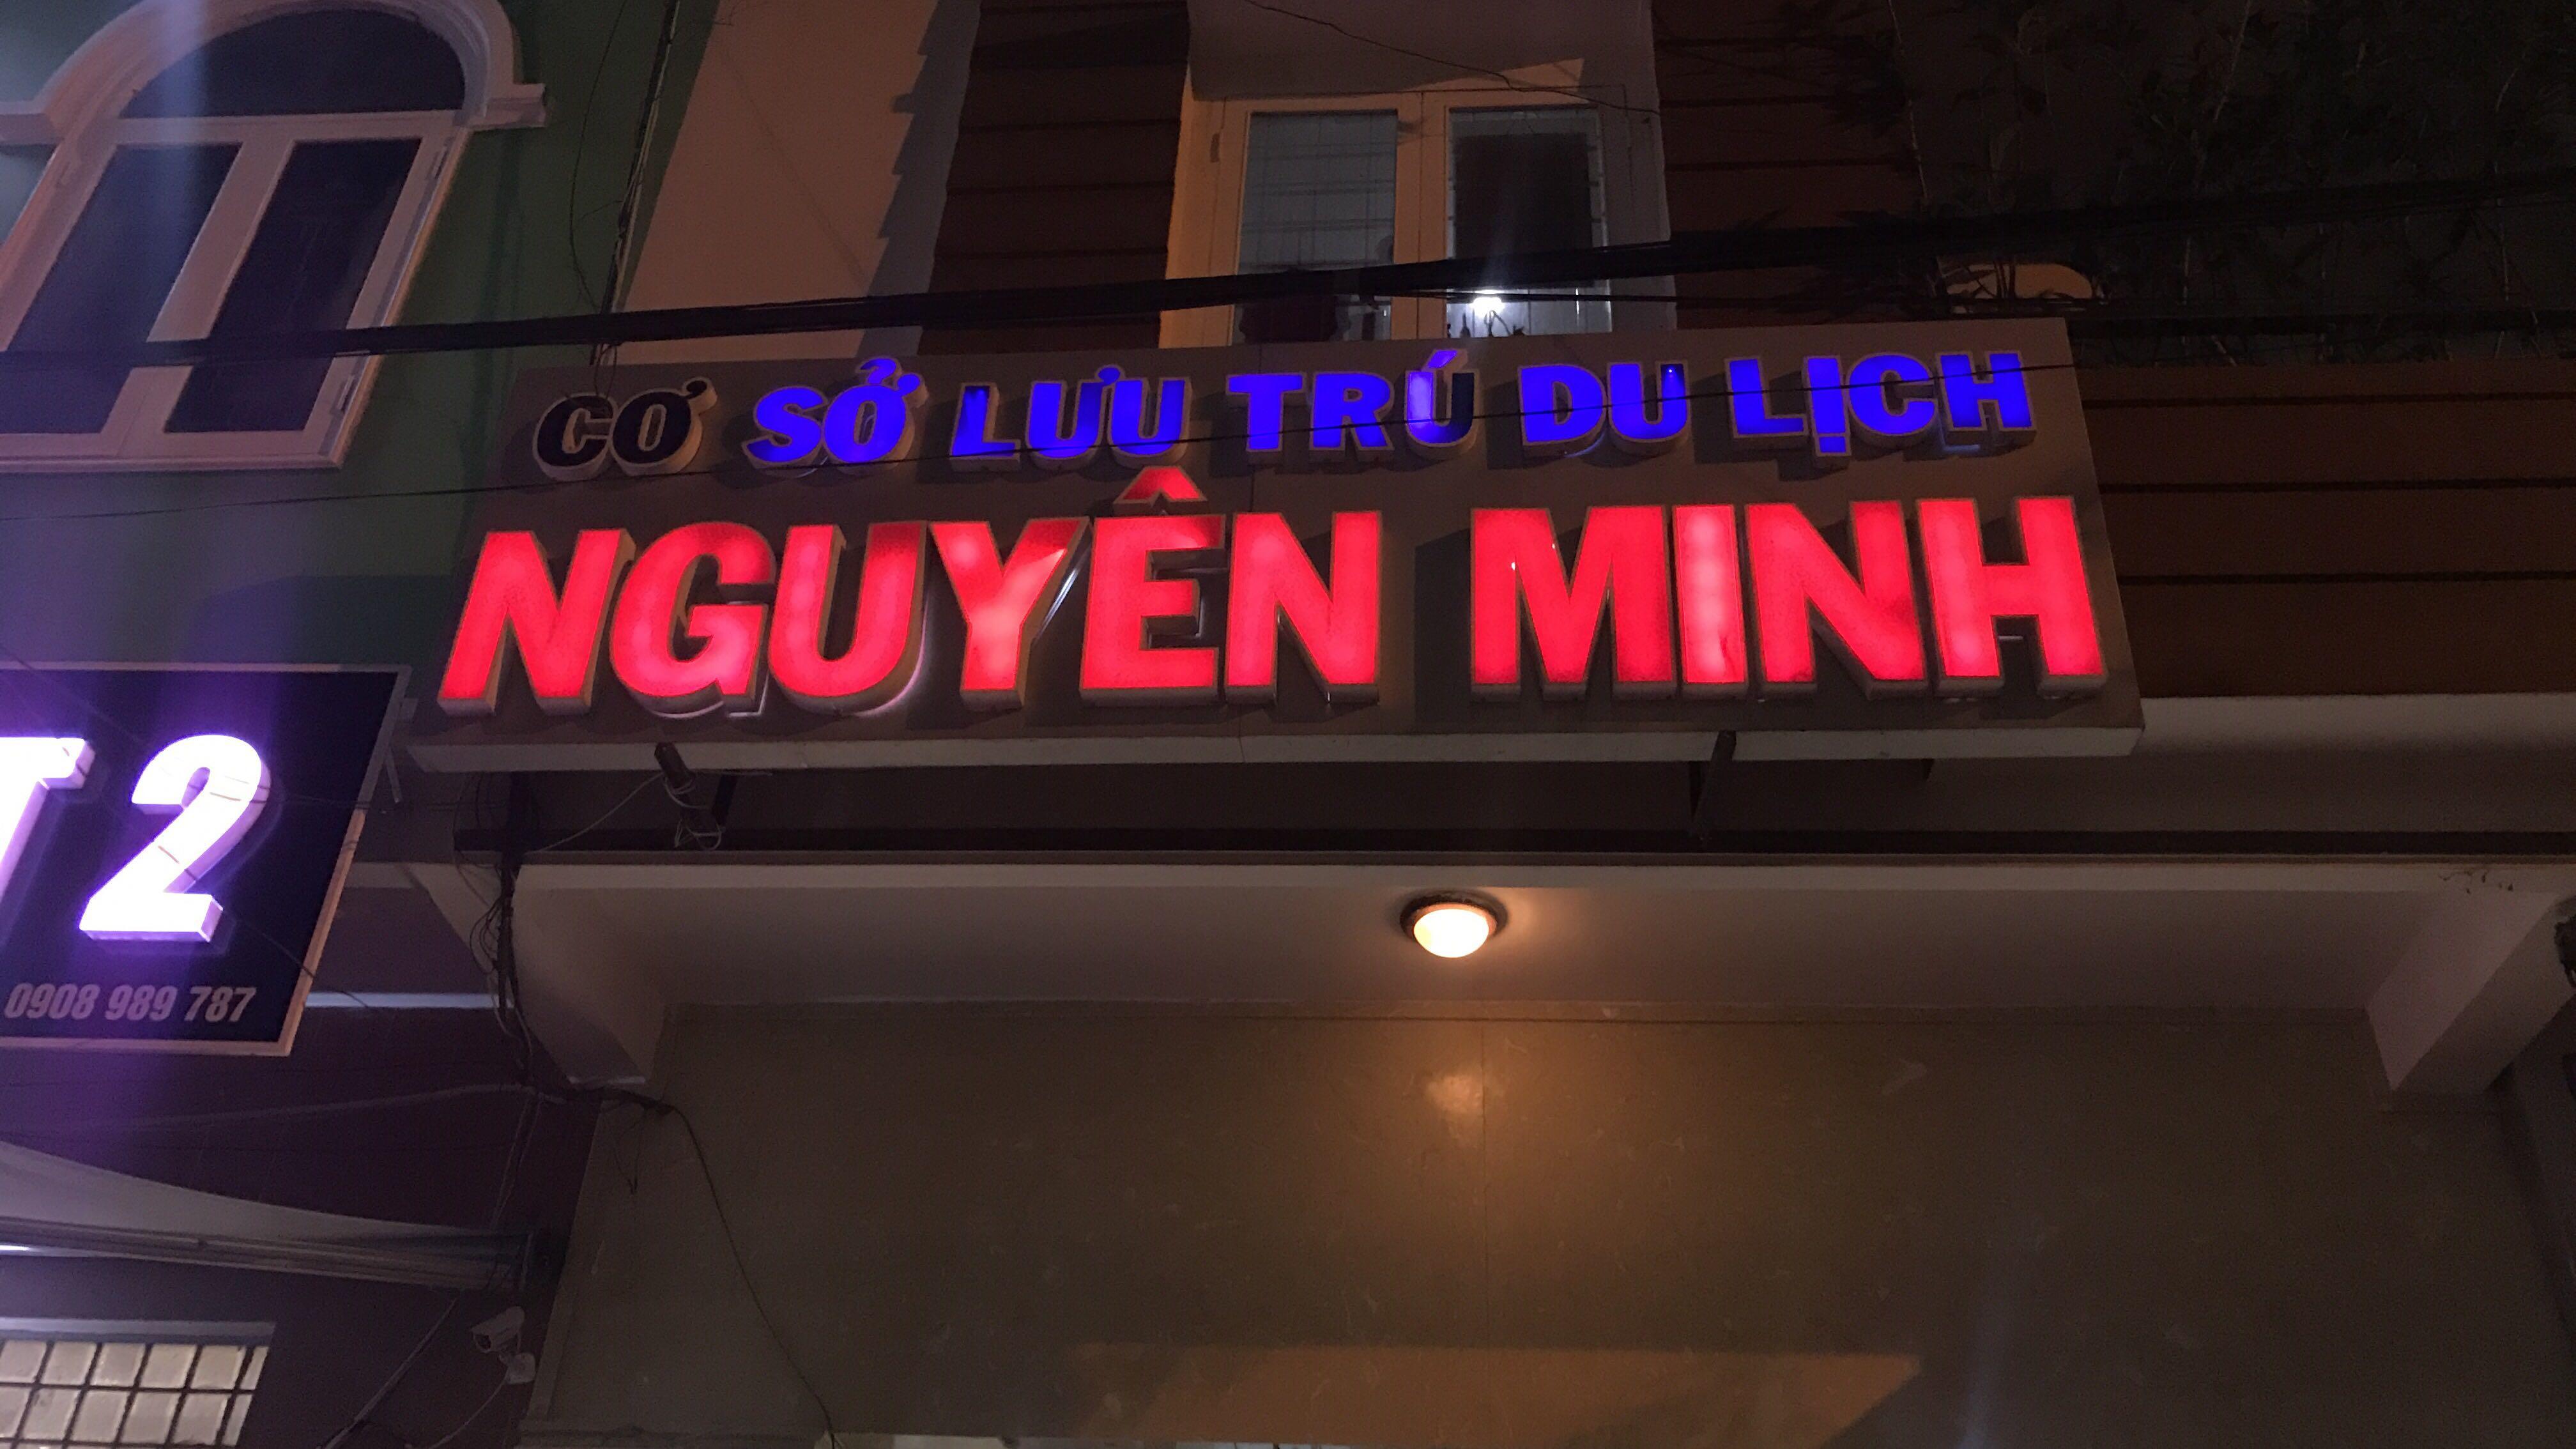 CƠ SỞ LƯU TRÚ DU LỊCH
NGUYÊN MINH
2
0908 989 787